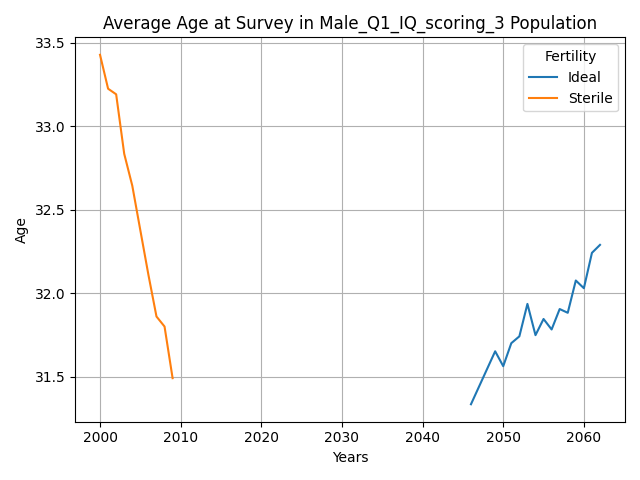 Average Age at Survey in Male_Q1_IQ_scoring_3 Population
Fertility
Ideal
Sterile
33.5
33.0
32.5
32.0
31.5
Age
2000 2010 2020 2030 2040 2050 2060
Years